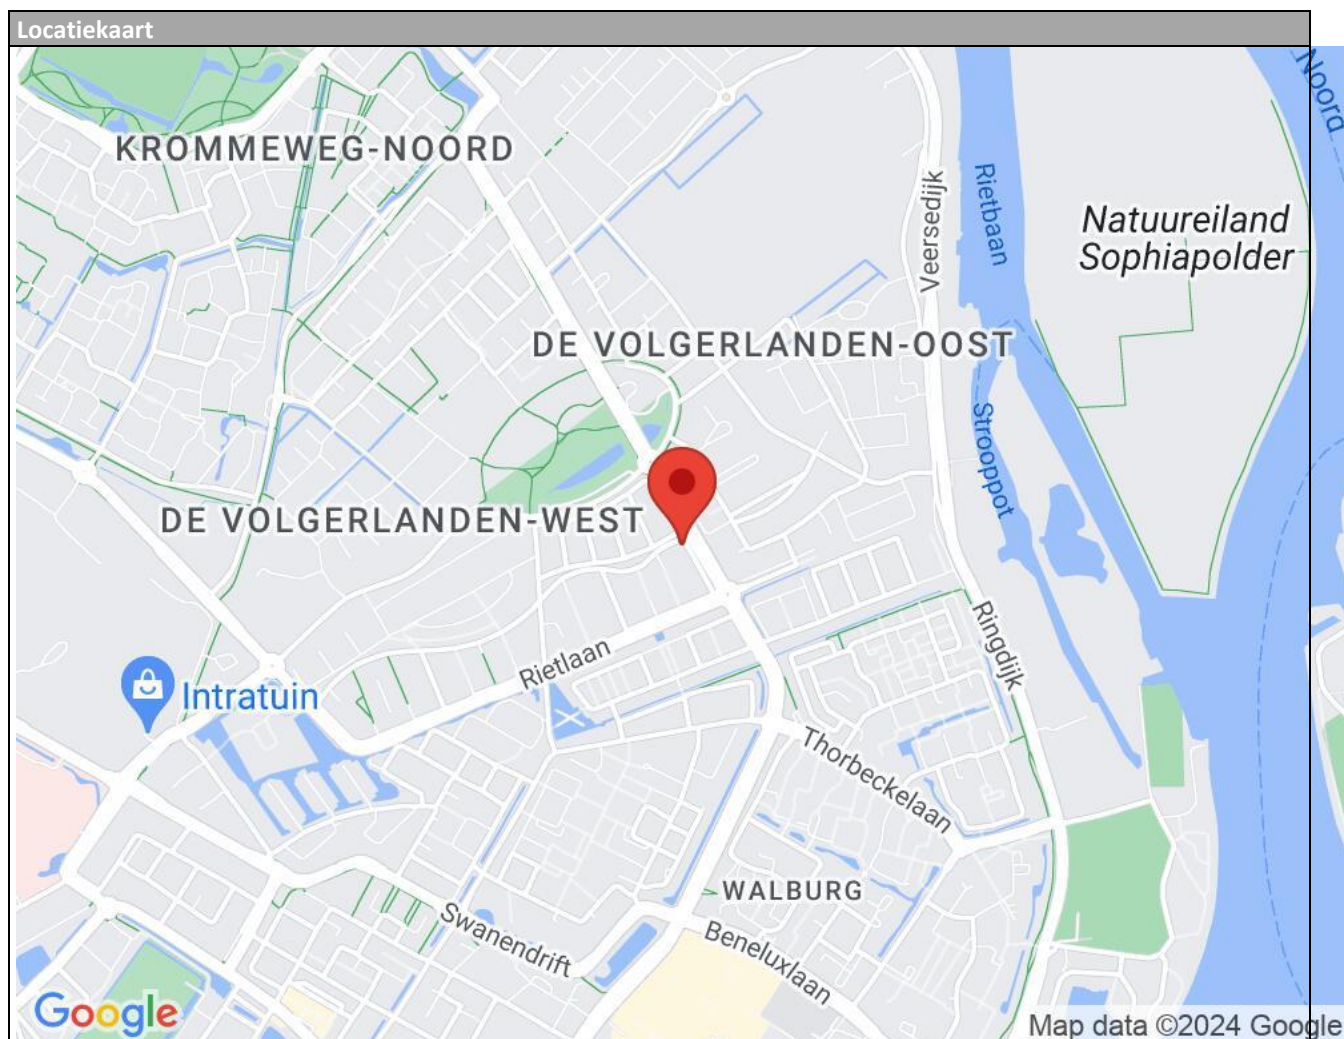 Locatiekaart
Noord
KROMMEWEG-NOORD
Veersedijk
Rietbaan
Natuureiland
Sophiapolder
DE VOLGERLANDEN-OOST
Strooppot
DE VOLGERLANDEN-WEST
Ringdijk
Rietlaan
Intratuin
Thorbeckelaan
WALBURG
Swanendrift
Beneluxlaan
Google
Map data ©2024 Google